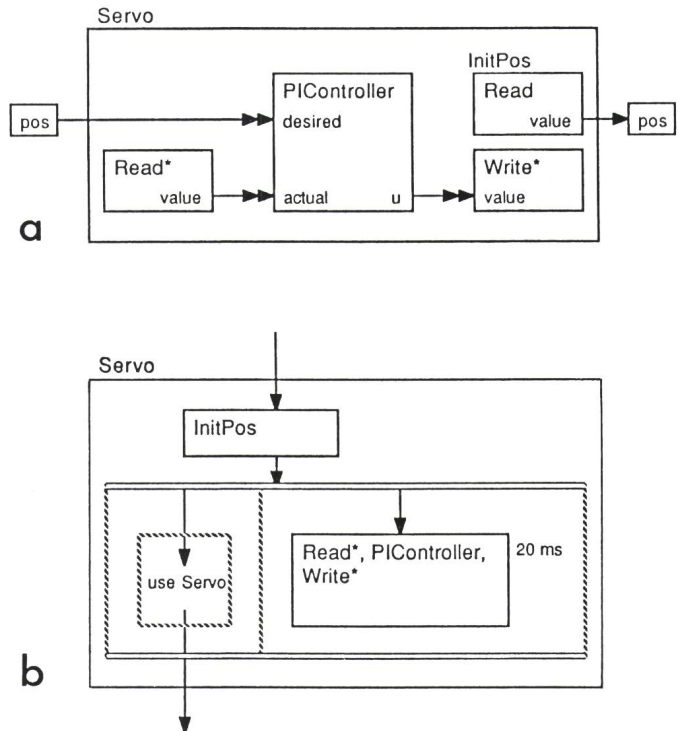 Servo
InitPos
PIController
Read
pos
desired
value
pos
Read*
Write*
value
actual
u
value
a
Servo
InitPos
Read*, PIController,
20 ms
Write*
use Servo
b